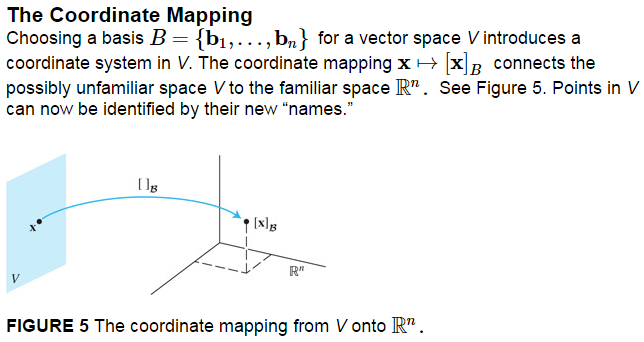 The Coordinate Mapping
Choosing a basis B = {b₁,...,bₙ} for a vector space V introduces a
coordinate system in V. The coordinate mapping x ↦ [x]_B connects the
possibly unfamiliar space V to the familiar space ℝⁿ. See Figure 5. Points in V
can now be identified by their new “names.”
[ ]_B
x
[x]_B
V
ℝⁿ
FIGURE 5 The coordinate mapping from V onto ℝⁿ.